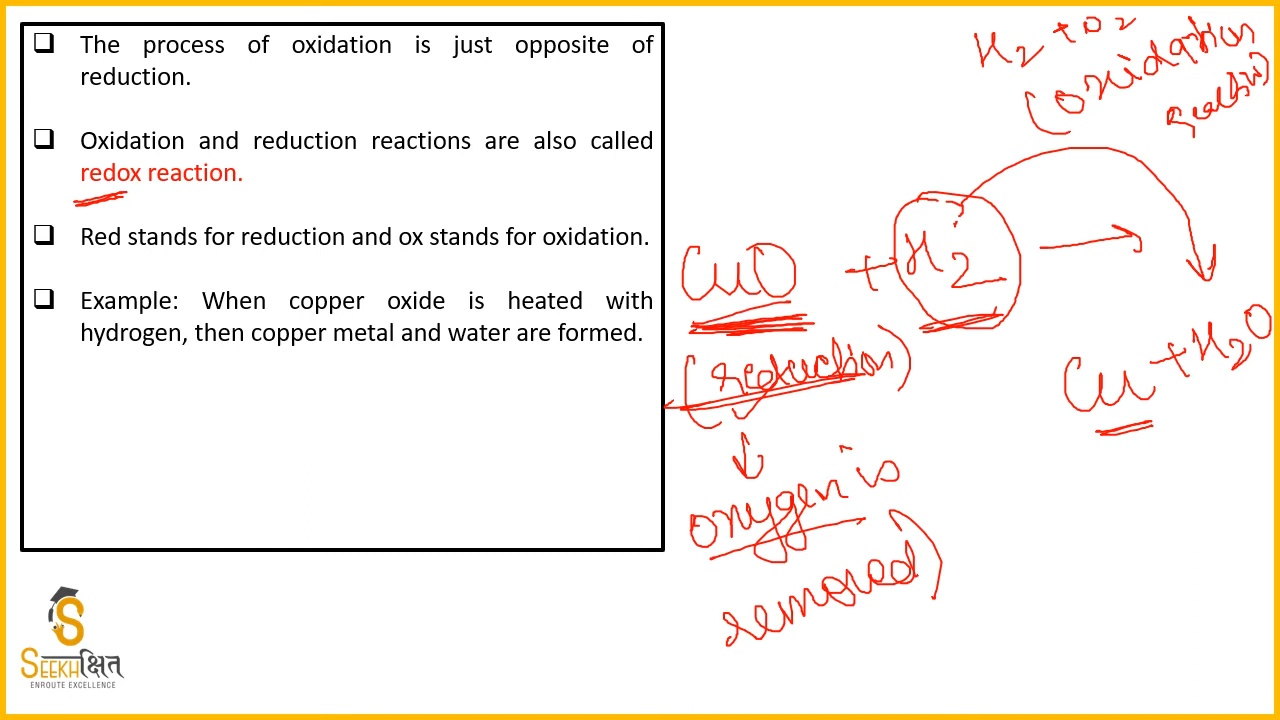 ❑ The process of oxidation is just opposite of
reduction.
❑ Oxidation and reduction reactions are also called
redox reaction.
❑ Red stands for reduction and ox stands for oxidation.
❑ Example: When copper oxide is heated with
hydrogen, then copper metal and water are formed.
H2 + O2
(oxidation
CuO + H2 →
Cu + H2O
(reduction)
↓
oxygen is
removed)
SEEKHक्षित
ENROUTE EXCELLENCE